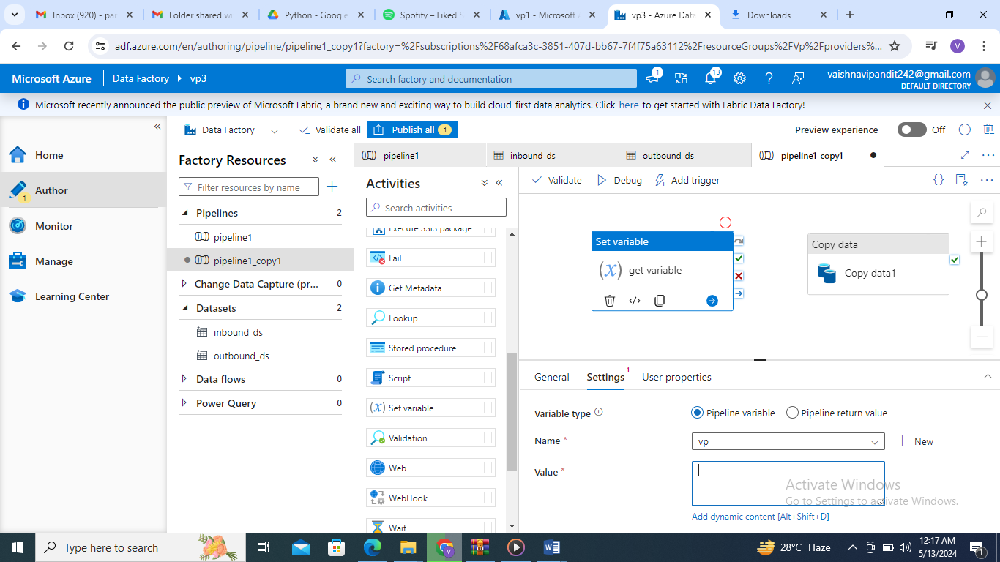 Inbox (920) - pa
Folder shared wi
Python - Google
Spotify – Liked S
vp1 - Microsoft
vp3 - Azure Data
Downloads
adf.azure.com/en/authoring/pipeline/pipeline1_copy1?factory=%2Fsubscriptions%2F68afca3c-3851-407d-bb67-7f4f75a63112%2FresourceGroups%2FVp%2Fproviders%2...
V
Microsoft Azure
Data Factory
vp3
Search factory and documentation
1
13
vaishnavipandit242@gmail.com
DEFAULT DIRECTORY
Microsoft recently announced the public preview of Microsoft Fabric, a brand new and exciting way to build cloud-first data analytics. Click here to get started with Fabric Data Factory!
Home
Author
1
Monitor
Manage
Learning Center
Data Factory
Validate all
Publish all 1
Preview experience
Off
Factory Resources
Filter resources by name
Pipelines 2
pipeline1
pipeline1_copy1
Change Data Capture (pr... 0
Datasets 2
inbound_ds
outbound_ds
Data flows 0
Power Query 0
pipeline1
inbound_ds
outbound_ds
pipeline1_copy1
Activities
Search activities
Execute SSIS package
Fail
Get Metadata
Lookup
Stored procedure
Script
(x) Set variable
Validation
Web
WebHook
Wait
Validate
Debug
Add trigger
{}
Set variable
(x) get variable
Copy data
Copy data1
General
Settings 1
User properties
Variable type
Pipeline variable
Pipeline return value
Name *
vp
New
Value *
Add dynamic content [Alt+Shift+D]
Activate Windows
Go to Settings to activate Windows.
Type here to search
28°C Haze
12:17 AM
5/13/2024
1